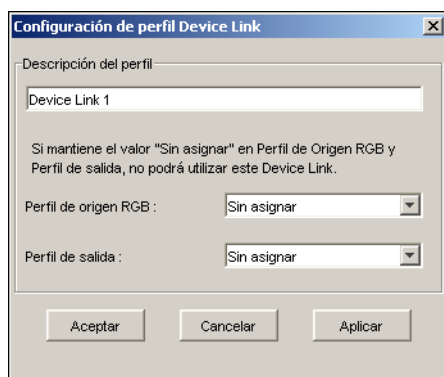 Configuración de perfil Device Link
Descripción del perfil
Device Link 1
Si mantiene el valor "Sin asignar" en Perfil de Origen RGB y
Perfil de salida, no podrá utilizar este Device Link.
Perfil de origen RGB : Sin asignar
Perfil de salida : Sin asignar
Aceptar Cancelar Aplicar